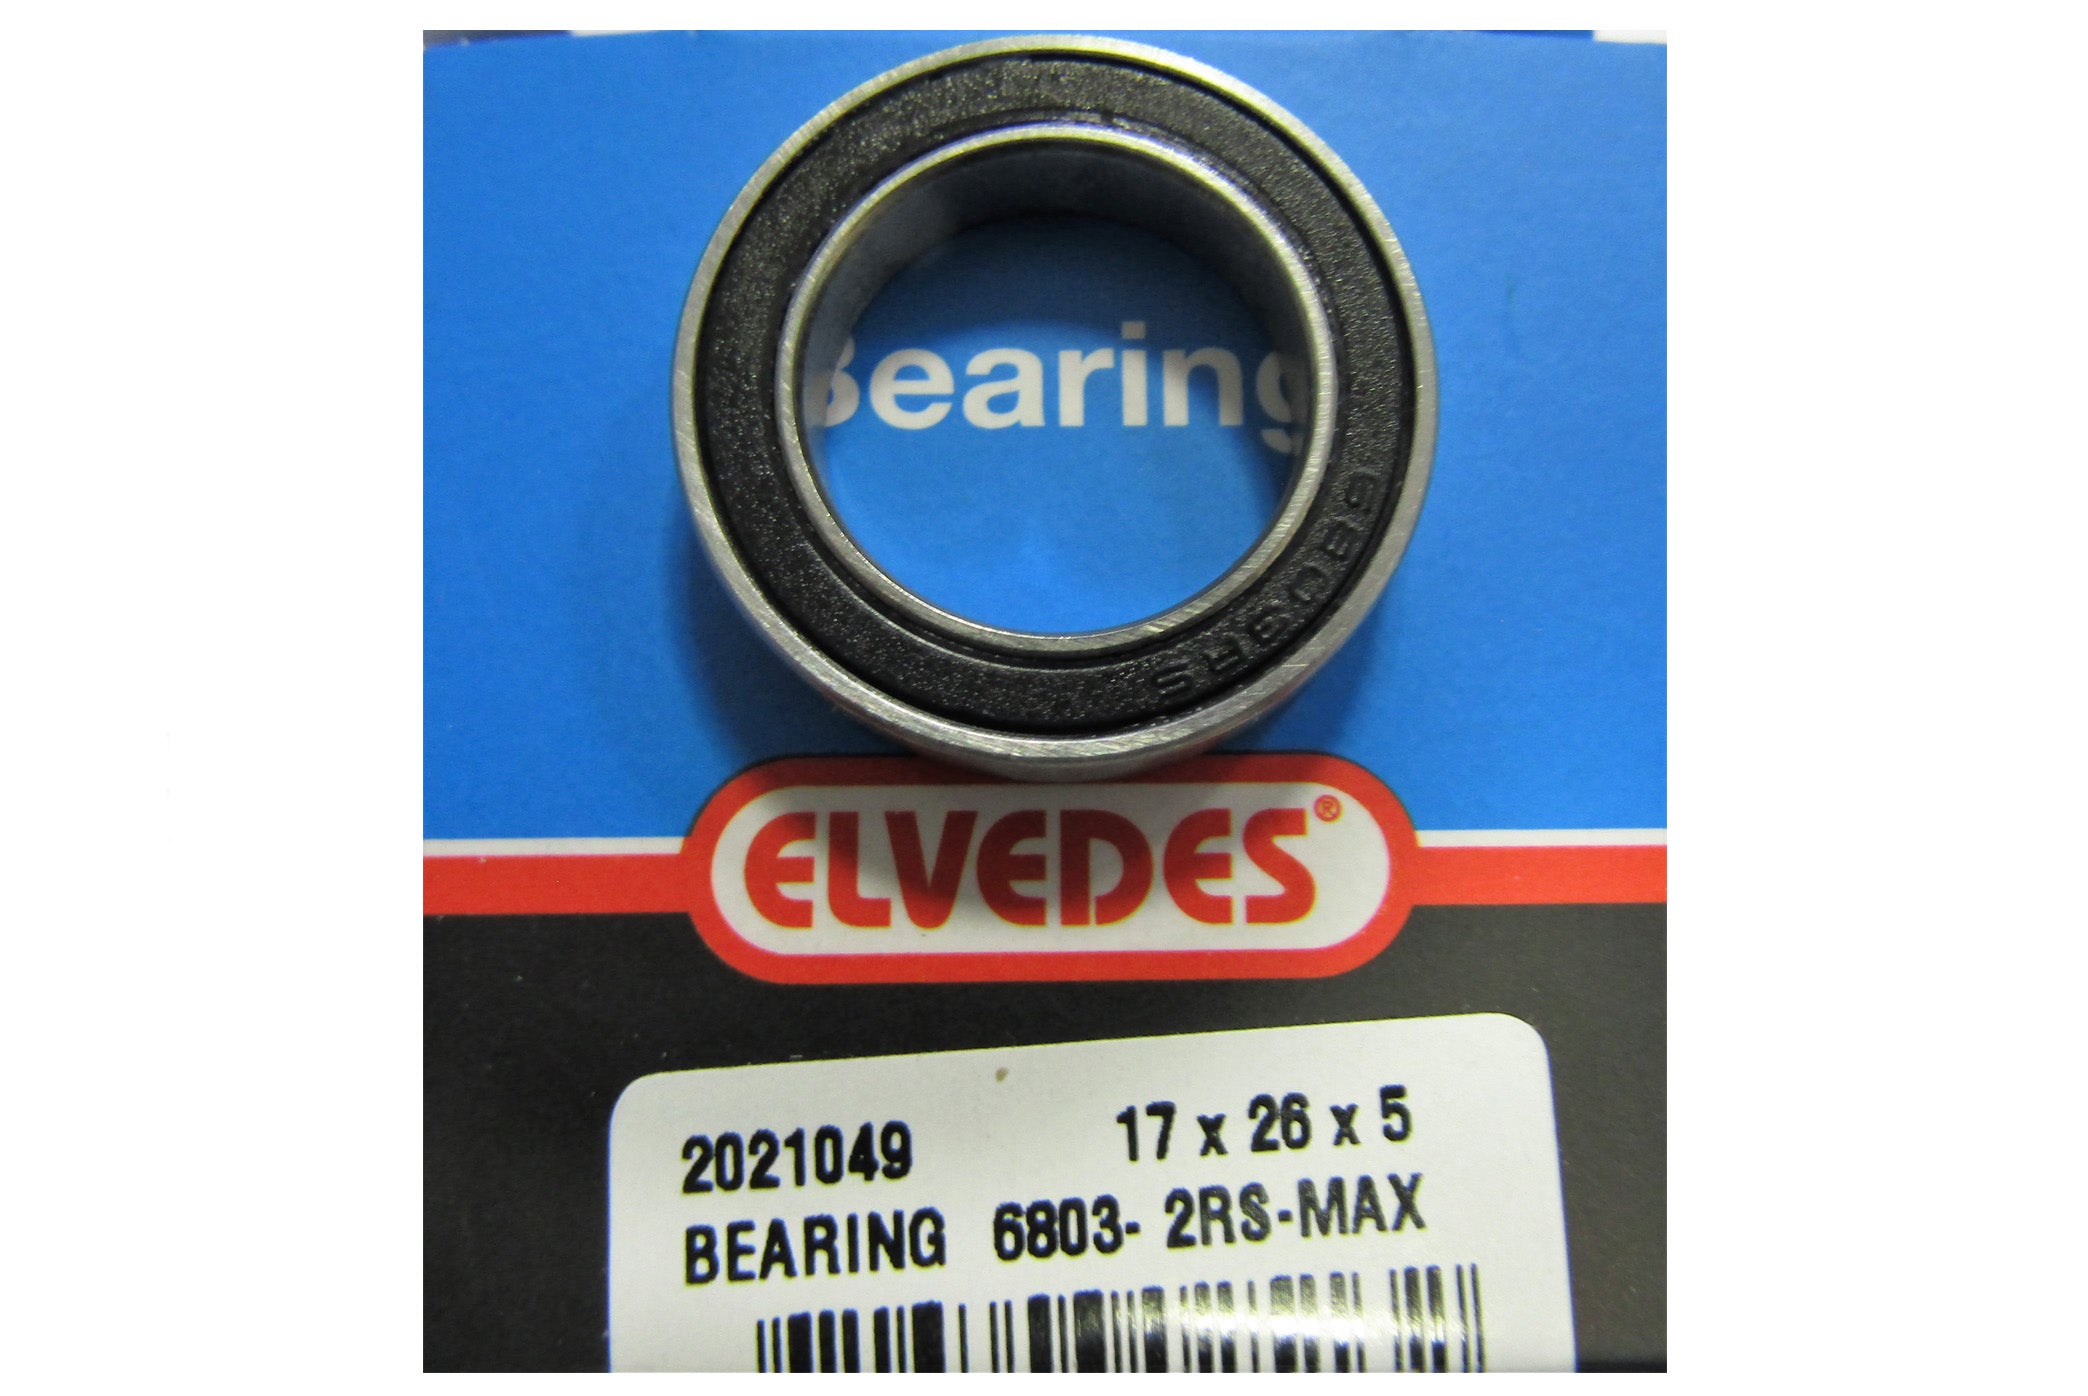 Bearing
6803RS
ELVEDES®
2021049 17 x 26 x 5
BEARING 6803- 2RS-MAX